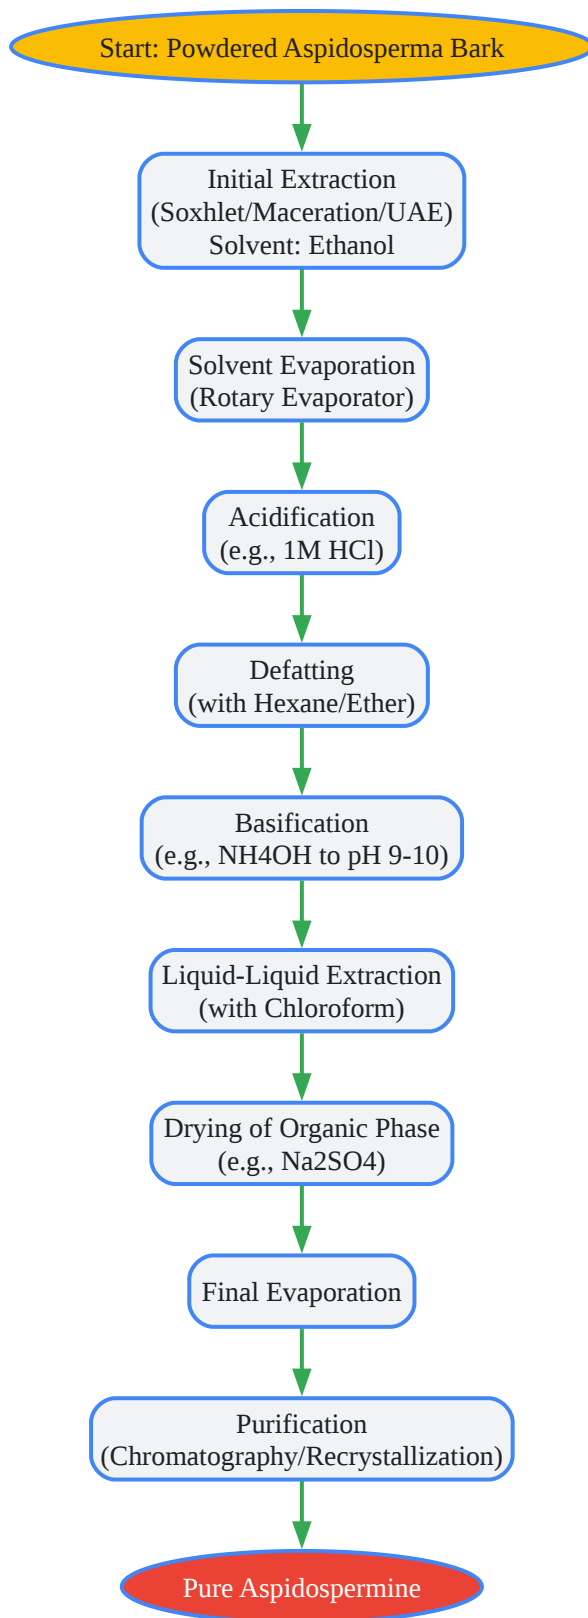 Start: Powdered Aspidosperma Bark
Initial Extraction
(Soxhlet/Maceration/UAE)
Solvent: Ethanol
Solvent Evaporation
(Rotary Evaporator)
Acidification
(e.g., 1M HCl)
Defatting
(with Hexane/Ether)
Basification
(e.g., NH4OH to pH 9-10)
Liquid-Liquid Extraction
(with Chloroform)
Drying of Organic Phase
(e.g., Na2SO4)
Final Evaporation
Purification
(Chromatography/Recrystallization)
Pure Aspidospermine